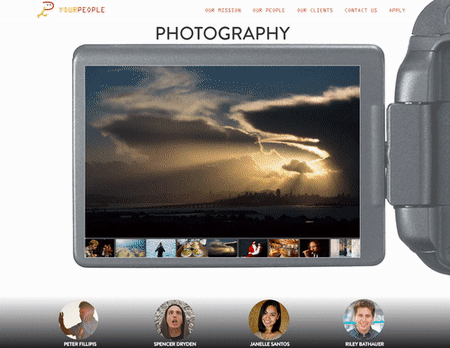 YOURPEOPLE
OUR MISSION OUR PEOPLE OUR CLIENTS CONTACT US APPLY
PHOTOGRAPHY
PETER FILLIPIS SPENCER DRYDEN JANELLE SANTOS RILEY BATHAUER